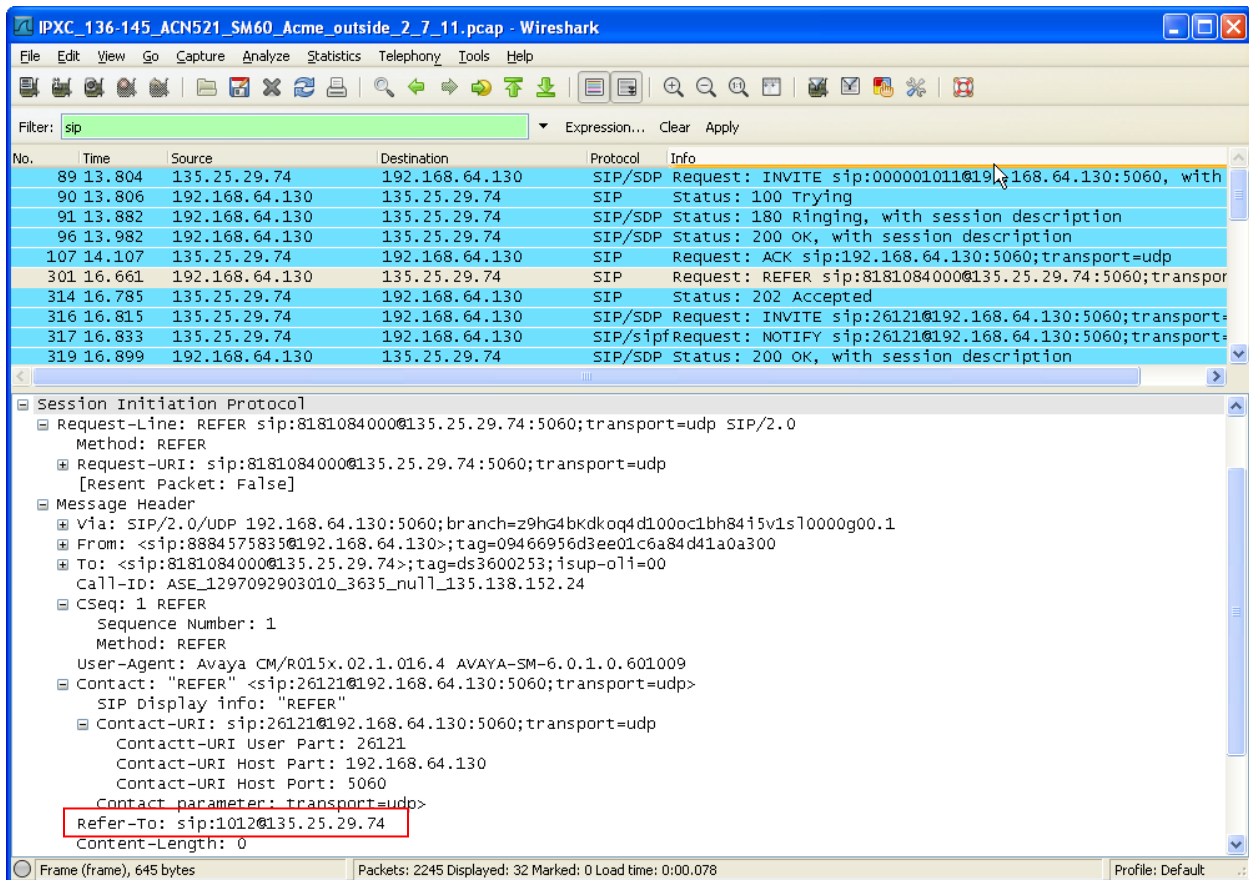 IPXC_136-145_ACN521_SM60_Acme_outside_2_7_11.pcap - Wireshark
File Edit View Go Capture Analyze Statistics Telephony Tools Help
Filter: sip Expression... Clear Apply
No. Time Source Destination Protocol Info
89 13.804 135.25.29.74 192.168.64.130 SIP/SDP Request: INVITE sip:000001011@19 168.64.130:5060, with
90 13.806 192.168.64.130 135.25.29.74 SIP Status: 100 Trying
91 13.882 192.168.64.130 135.25.29.74 SIP/SDP Status: 180 Ringing, with session description
96 13.982 192.168.64.130 135.25.29.74 SIP/SDP Status: 200 OK, with session description
107 14.107 135.25.29.74 192.168.64.130 SIP Request: ACK sip:192.168.64.130:5060;transport=udp
301 16.661 192.168.64.130 135.25.29.74 SIP Request: REFER sip:8181084000@135.25.29.74:5060;transpor
314 16.785 135.25.29.74 192.168.64.130 SIP Status: 202 Accepted
316 16.815 135.25.29.74 192.168.64.130 SIP/SDP Request: INVITE sip:26121@192.168.64.130:5060;transport=
317 16.833 135.25.29.74 192.168.64.130 SIP/sipf Request: NOTIFY sip:26121@192.168.64.130:5060;transport=
319 16.899 192.168.64.130 135.25.29.74 SIP/SDP Status: 200 OK, with session description
Session Initiation Protocol
Request-Line: REFER sip:8181084000@135.25.29.74:5060;transport=udp SIP/2.0
Method: REFER
Request-URI: sip:8181084000@135.25.29.74:5060;transport=udp
[Resent Packet: False]
Message Header
Via: SIP/2.0/UDP 192.168.64.130:5060;branch=z9hG4bKdkoq4d100oc1bh84i5v1sl0000g00.1
From: <sip:8884575835@192.168.64.130>;tag=09466956d3ee01c6a84d41a0a300
To: <sip:8181084000@135.25.29.74>;tag=ds3600253;isup-oli=00
Call-ID: ASE_1297092903010_3635_null_135.138.152.24
CSeq: 1 REFER
Sequence Number: 1
Method: REFER
User-Agent: Avaya CM/R015x.02.1.016.4 AVAYA-SM-6.0.1.0.601009
Contact: "REFER" <sip:26121@192.168.64.130:5060;transport=udp>
SIP Display info: "REFER"
Contact-URI: sip:26121@192.168.64.130:5060;transport=udp
Contactt-URI User Part: 26121
Contact-URI Host Part: 192.168.64.130
Contact-URI Host Port: 5060
Contact parameter: transport=udp>
Refer-To: sip:1012@135.25.29.74
Content-Length: 0
Frame (frame), 645 bytes Packets: 2245 Displayed: 32 Marked: 0 Load time: 0:00.078 Profile: Default